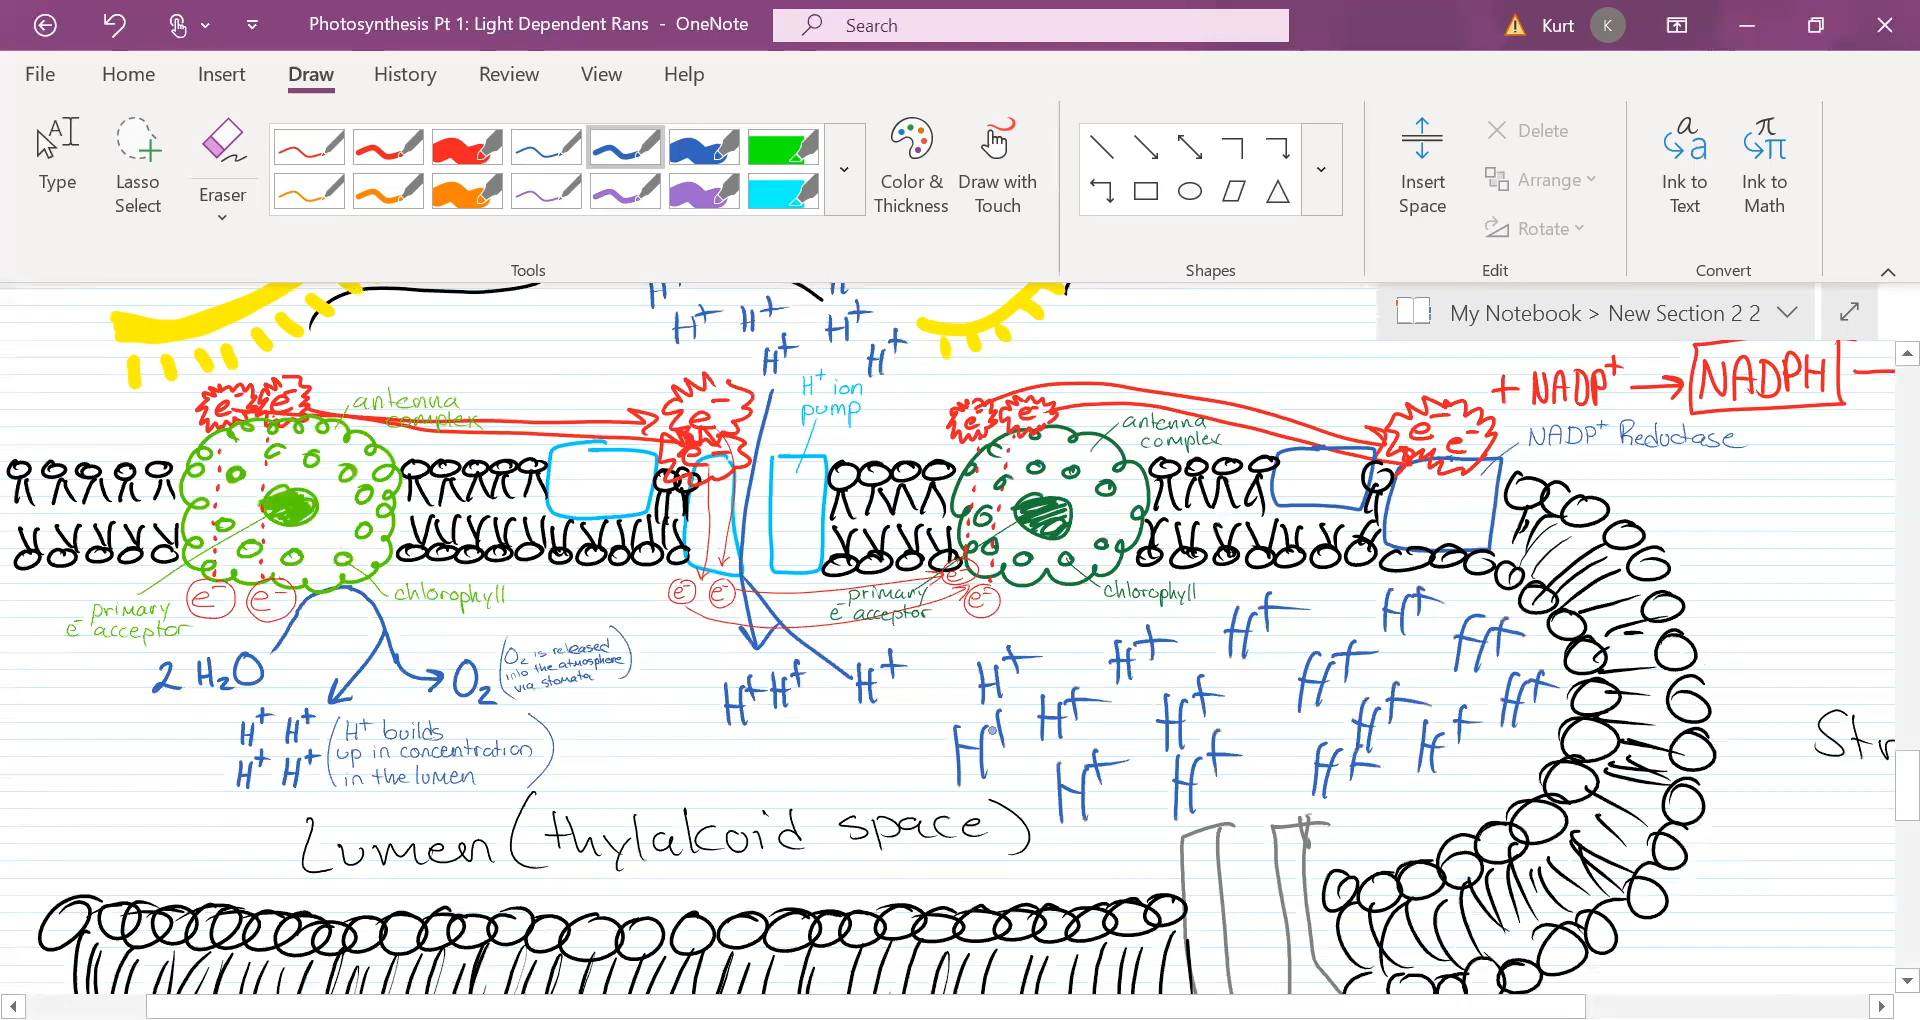 Photosynthesis Pt 1: Light Dependent Rxns - OneNote
Search
Kurt
K
File Home Insert Draw History Review View Help
Type
Lasso Select
Eraser
Color & Thickness
Draw with Touch
Insert Space
Delete
Arrange
Rotate
Ink to Text
Ink to Math
Tools
Shapes
Edit
Convert
My Notebook > New Section 2 2
H+ H+
H+ H+ H+
H+ H+
H+ ion
pump
+ NADP+ → NADPH
NADP+ Reductase
e- e-
antenna
complex
e-
e-
e- e-
antenna
complex
e-
e-
primary
e- acceptor
e- e-
chlorophyll
e- e-
primary
e- acceptor
e-
e-
chlorophyll
2 H2O
O2
(O2 is released
into the atmosphere
via stomata)
H+ H+
H+ H+
(H+ builds
up in concentration
in the lumen)
H+ H+ H+
H+ H+ H+ H+ H+
H+ H+ H+ H+ H+
H H+ H+ H+ H+
Str
Lumen (thylakoid space)